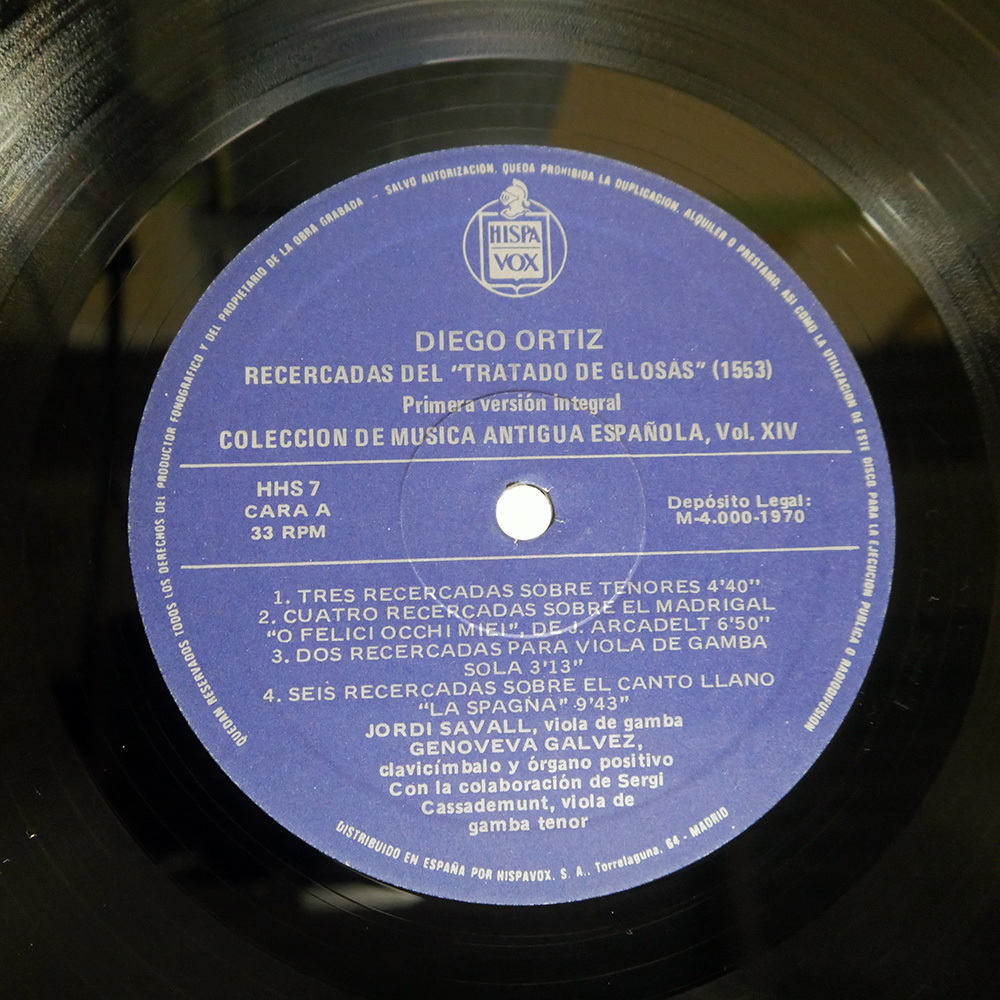 QUEDAN RESERVADOS TODOS LOS DERECHOS DEL PRODUCTOR FONOGRAFICO Y DEL PROPIETARIO DE LA OBRA GRABADA - SALVO AUTORIZACION, QUEDA PROHIBIDA LA DUPLICACION, ALQUILER O PRESTAMO, ASI COMO LA UTILIZACION DE ESTE DISCO PARA LA EJECUCION PUBLICA O RADIODIFUSION
HISPA
VOX
DIEGO ORTIZ
RECERCADAS DEL "TRATADO DE GLOSAS" (1553)
Primera versión integral
COLECCION DE MUSICA ANTIGUA ESPAÑOLA, Vol. XIV
HHS 7
CARA A
33 RPM
Depósito Legal:
M-4.000-1970
1. TRES RECERCADAS SOBRE TENORES 4'40"
2. CUATRO RECERCADAS SOBRE EL MADRIGAL
"O FELICI OCCHI MIEI", DE J. ARCADELT 6'50"
3. DOS RECERCADAS PARA VIOLA DE GAMBA
SOLA 3'13"
4. SEIS RECERCADAS SOBRE EL CANTO LLANO
"LA SPAGNA" 9'43"
JORDI SAVALL, viola de gamba
GENOVEVA GALVEZ,
clavicímbalo y órgano positivo
Con la colaboración de Sergi
Cassademunt, viola de
gamba tenor
DISTRIBUIDO EN ESPAÑA POR HISPAVOX, S. A., Torrelaguna, 64 - MADRID